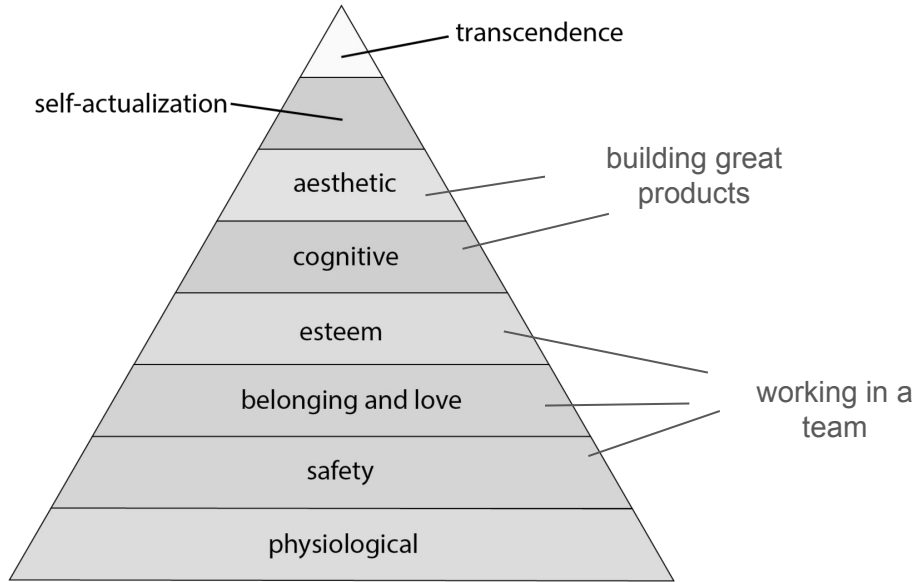 transcendence
self-actualization
building great
products
aesthetic
cognitive
esteem
working in a
team
belonging and love
safety
physiological